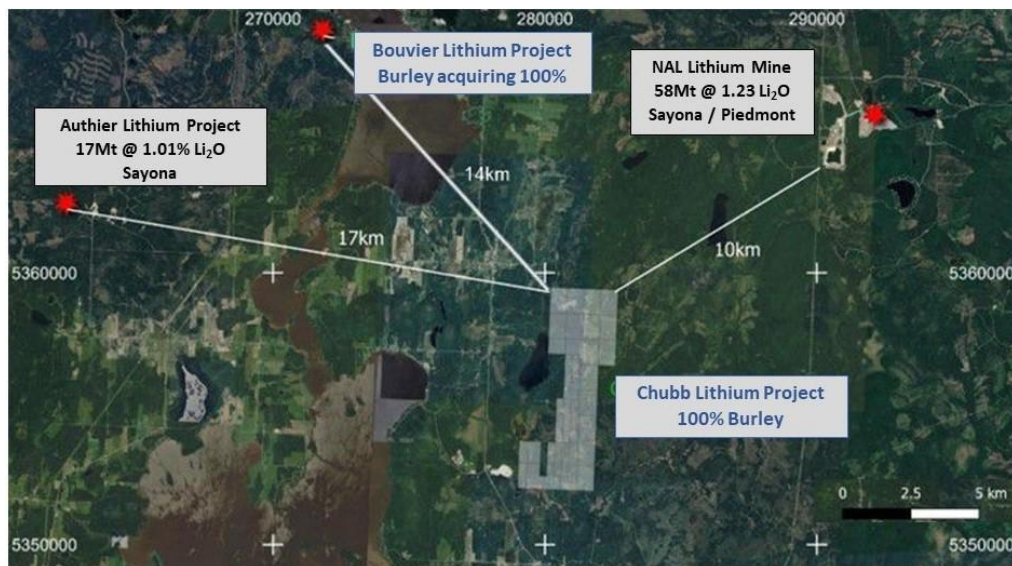 270000
280000
290000
Bouvier Lithium Project
Burley acquiring 100%
NAL Lithium Mine
58Mt @ 1.23 Li₂O
Sayona / Piedmont
Authier Lithium Project
17Mt @ 1.01% Li₂O
Sayona
14km
17km
10km
5360000
5360000
Chubb Lithium Project
100% Burley
0 2.5 5 km
5350000
5350000